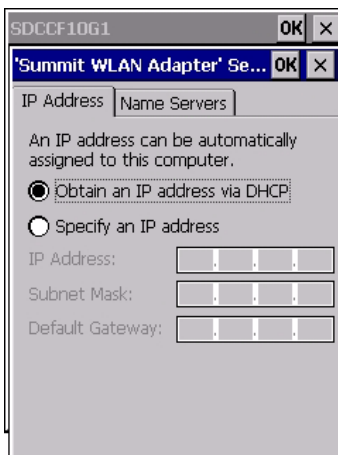 SDCCF10G1 OK ×
'Summit WLAN Adapter' Se... OK ×
IP Address Name Servers
An IP address can be automatically
assigned to this computer.
Obtain an IP address via DHCP
Specify an IP address
IP Address: . . .
Subnet Mask: . . .
Default Gateway: . . .